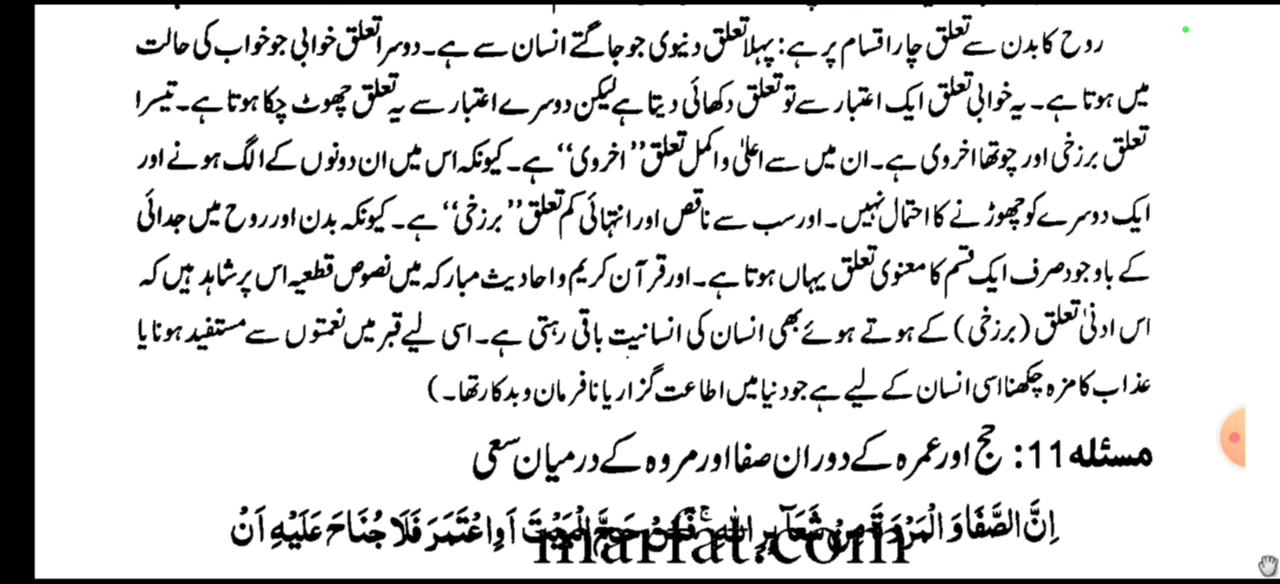 روح کا بدن سے تعلق چار اقسام پر ہے: پہلا تعلق دنیوی جو جاگتے انسان سے ہے۔ دوسرا تعلق خوابی جو خواب کی حالت
میں ہوتا ہے۔ یہ خوابی تعلق ایک اعتبار سے تو تعلق دکھائی دیتا ہے لیکن دوسرے اعتبار سے یہ تعلق چھوٹ چکا ہوتا ہے۔ تیسرا
تعلق برزخی اور چوتھا اخروی ہے۔ ان میں سے اعلیٰ و اکمل تعلق ”اخروی“ ہے۔ کیونکہ اس میں ان دونوں کے الگ ہونے اور
ایک دوسرے کو چھوڑنے کا احتمال نہیں۔ اور سب سے ناقص اور انتہائی کم تعلق ”برزخی“ ہے۔ کیونکہ بدن اور روح میں جدائی
کے باوجود صرف ایک قسم کا معنوی تعلق یہاں ہوتا ہے۔ اور قرآن کریم و احادیث مبارکہ میں نصوص قطعیہ اس پر شاہد ہیں کہ
اس ادنیٰ تعلق (برزخی) کے ہوتے ہوئے بھی انسان کی انسانیت باقی رہتی ہے۔ اسی لیے قبر میں نعمتوں سے مستفید ہونا یا
عذاب کا مزہ چکھنا اسی انسان کے لیے ہے جو دنیا میں اطاعت گزار یا نافرمان و بدکار تھا۔)
مسئلہ 11: حج اور عمرہ کے دوران صفا اور مروہ کے درمیان سعی
اِنَّ الصَّفَا وَ الْمَرْوَةَ مِنْ شَعَآىِٕرِ اللهِ ۚ فَمَنْ حَجَّ الْبَيْتَ اَوِاعْتَمَرَ فَلَا جُنَاحَ عَلَيْهِ اَنْ
marfat.com